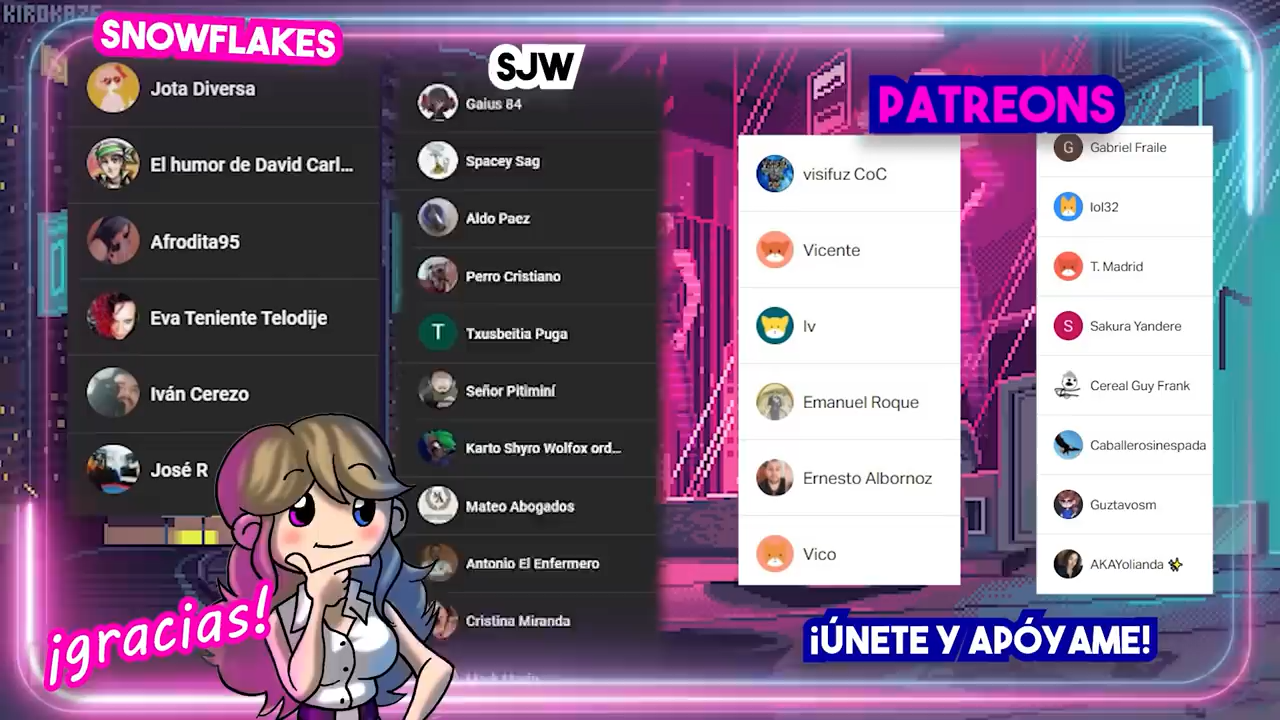 KIROKAZE
SNOWFLAKES
Jota Diversa
El humor de David Carl...
Afrodita95
Eva Teniente Telodije
Iván Cerezo
José R
SJW
Gaius 84
Spacey Sag
Aldo Paez
Perro Cristiano
T
Txusbeitia Puga
Señor Pitiminí
Karto Shyro Wolfox ord...
Mateo Abogados
Antonio El Enfermero
Cristina Miranda
PATREONS
visifuz CoC
Vicente
lv
Emanuel Roque
Ernesto Albornoz
Vico
G
Gabriel Fraile
lol32
T. Madrid
S
Sakura Yandere
Cereal Guy Frank
Caballerosinespada
Guztavosm
AKAYolianda
¡gracias!
¡ÚNETE Y APÓYAME!